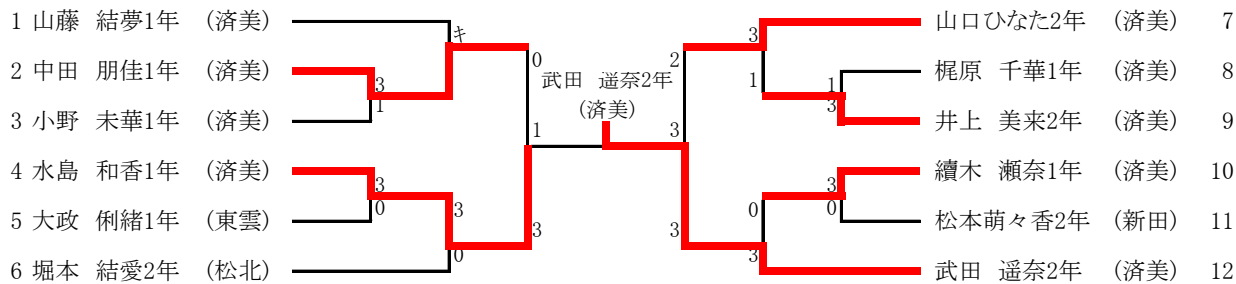 1 山藤 結夢1年 (済美)
キ
3
山口ひなた2年 (済美) 7
0
2
2 中田 朋佳1年 (済美)
3
1
武田 遥奈2年
(済美)
1
1
3
梶原 千華1年 (済美) 8
3 小野 未華1年 (済美)
1
3
井上 美来2年 (済美) 9
4 水島 和香1年 (済美)
3
0
3
0
續木 瀬奈1年 (済美) 10
5 大政 俐緒1年 (東雲)
3
0
3
3
0
3
松本萌々香2年 (新田) 11
6 堀本 結愛2年 (松北)
武田 遥奈2年 (済美) 12